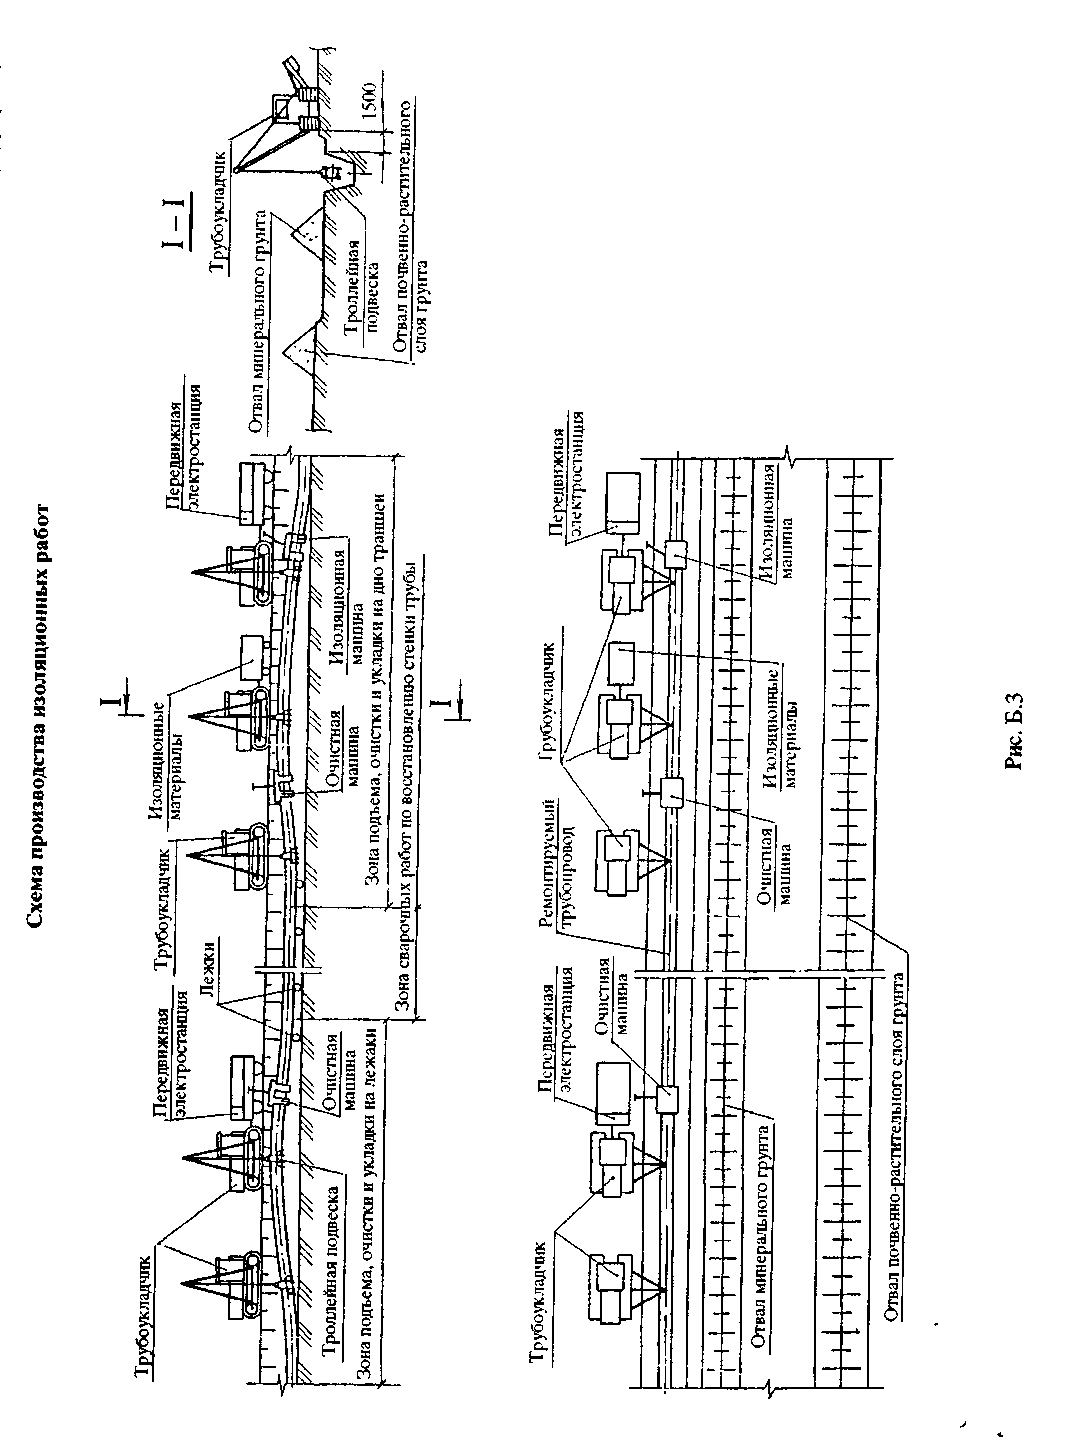 Схема производства изоляционных работ
Трубоукладчик
Передвижная
электростанция
Лежки
Трубоукладчик
Изоляционные
материалы
I
Передвижная
электростанция
Троллейная подвеска
Очистная
машина
Очистная
машина
Изоляционная
машина
Зона подъема, очистки и укладки на лежаки
Зона подъема, очистки и укладки на дно траншеи
Зона сварочных работ по восстановлению стенки трубы
I
I – I
Трубоукладчик
Отвал минерального грунта
Троллейная
подвеска
1500
Отвал почвенно-растительного
слоя грунта
Трубоукладчик
Передвижная
электростанция
Очистная
машина
Ремонтируемый
трубопровод
Трубоукладчик
Передвижная
электростанция
Отвал минерального грунта
Очистная
машина
Изоляционные
материалы
Изоляционная
машина
Отвал почвенно-растительного слоя грунта
Рис. Б.3